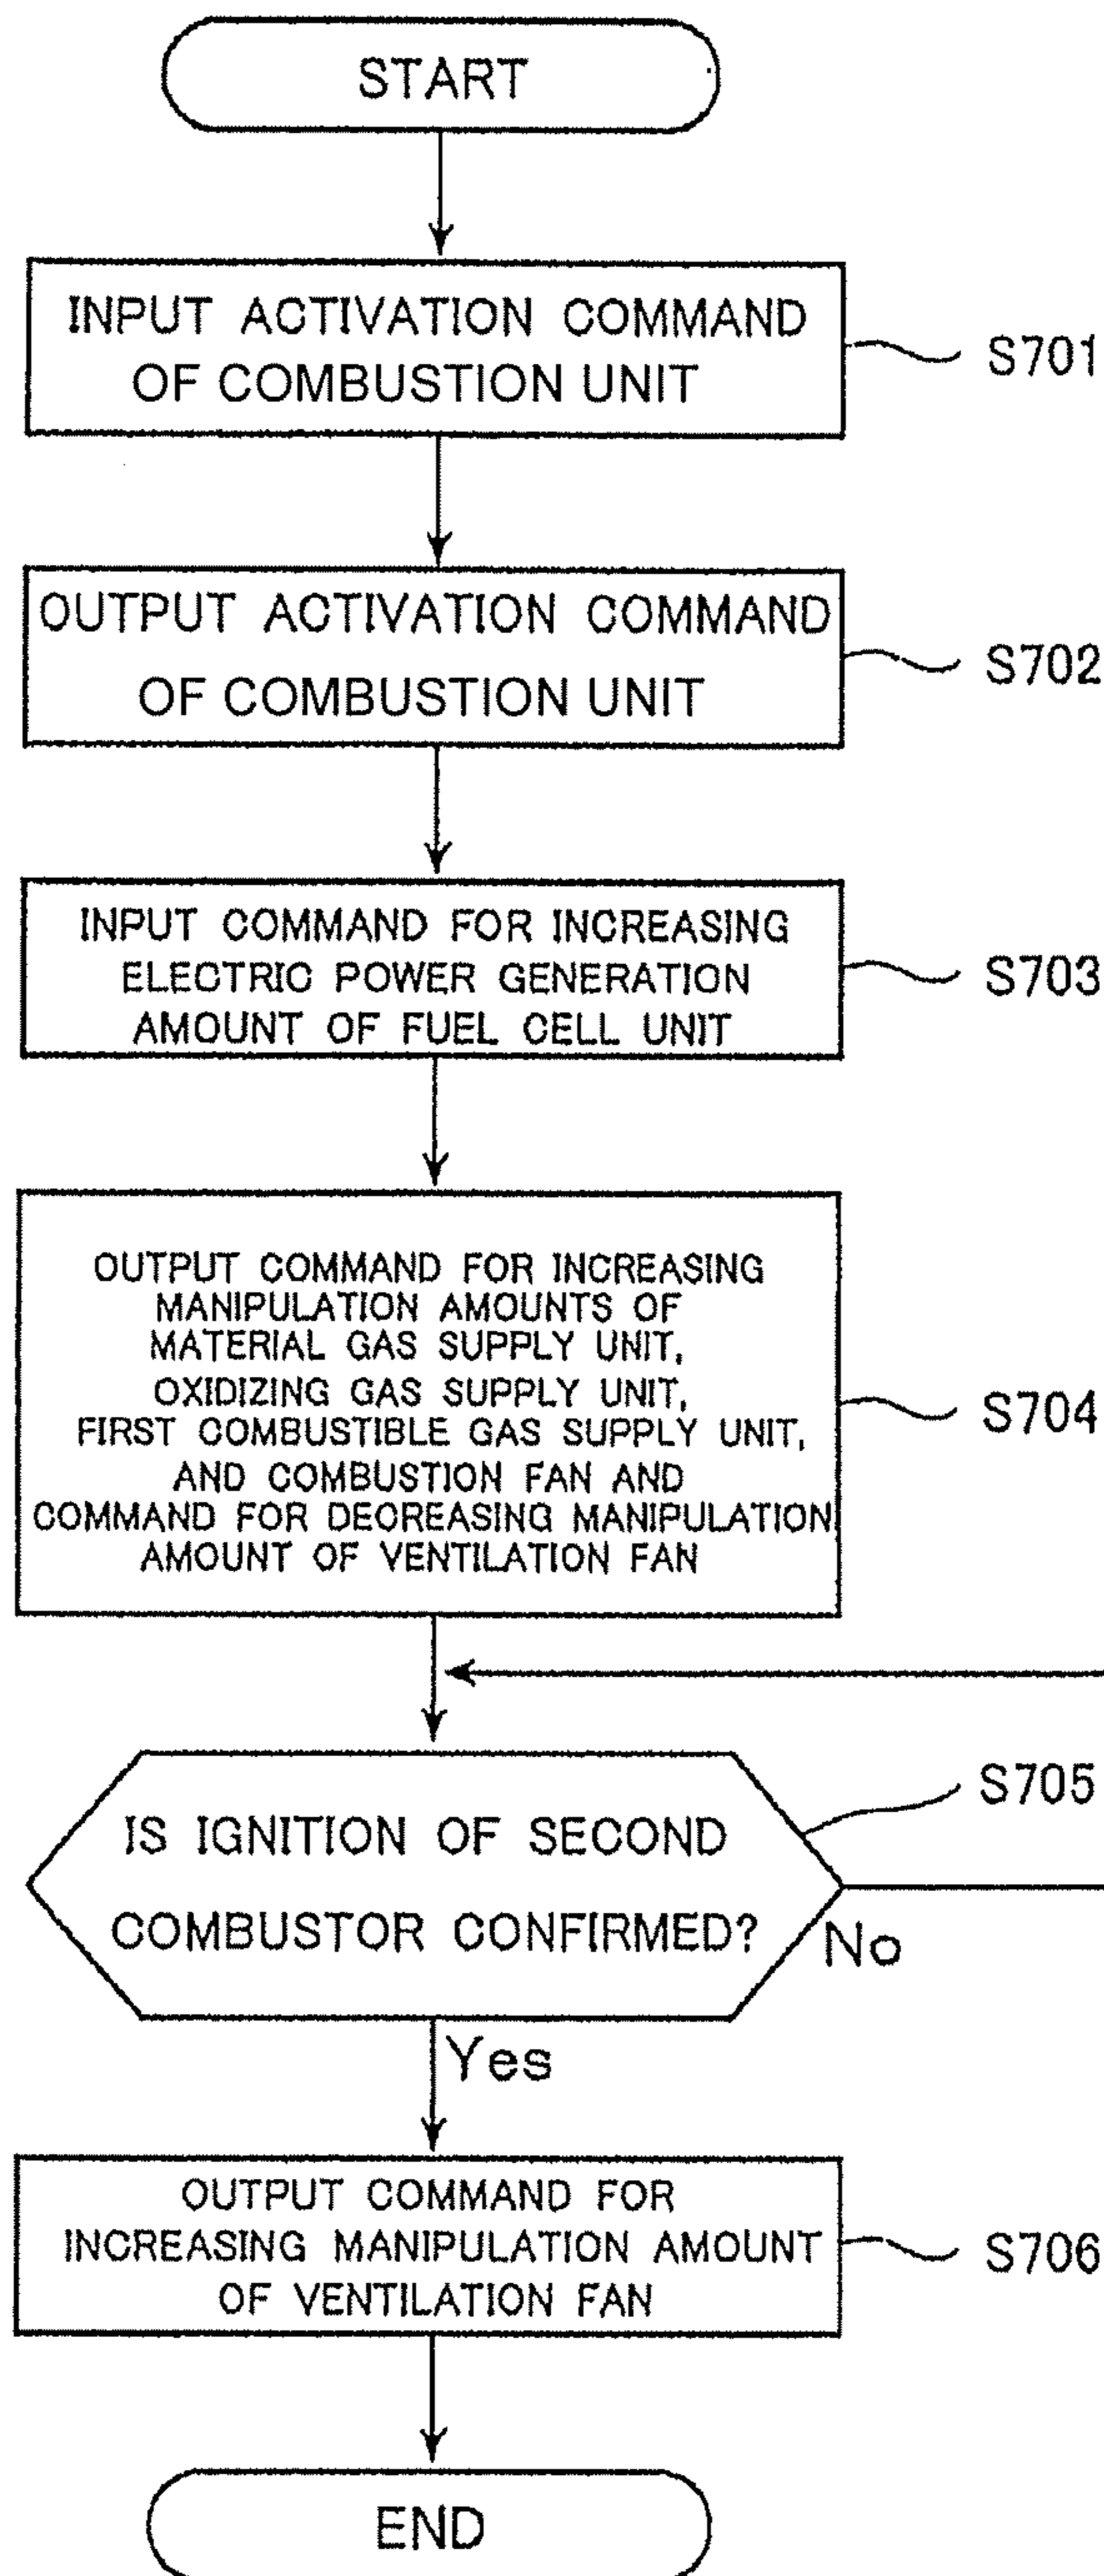 START
INPUT ACTIVATION COMMAND
OF COMBUSTION UNIT
S701
OUTPUT ACTIVATION COMMAND
OF COMBUSTION UNIT
S702
INPUT COMMAND FOR INCREASING
ELECTRIC POWER GENERATION
AMOUNT OF FUEL CELL UNIT
S703
OUTPUT COMMAND FOR INCREASING
MANIPULATION AMOUNTS OF
MATERIAL GAS SUPPLY UNIT,
OXIDIZING GAS SUPPLY UNIT,
FIRST COMBUSTIBLE GAS SUPPLY UNIT,
AND COMBUSTION FAN AND
COMMAND FOR DECREASING MANIPULATION
AMOUNT OF VENTILATION FAN
S704
IS IGNITION OF SECOND
COMBUSTOR CONFIRMED?
S705
No
Yes
OUTPUT COMMAND FOR
INCREASING MANIPULATION AMOUNT
OF VENTILATION FAN
S706
END